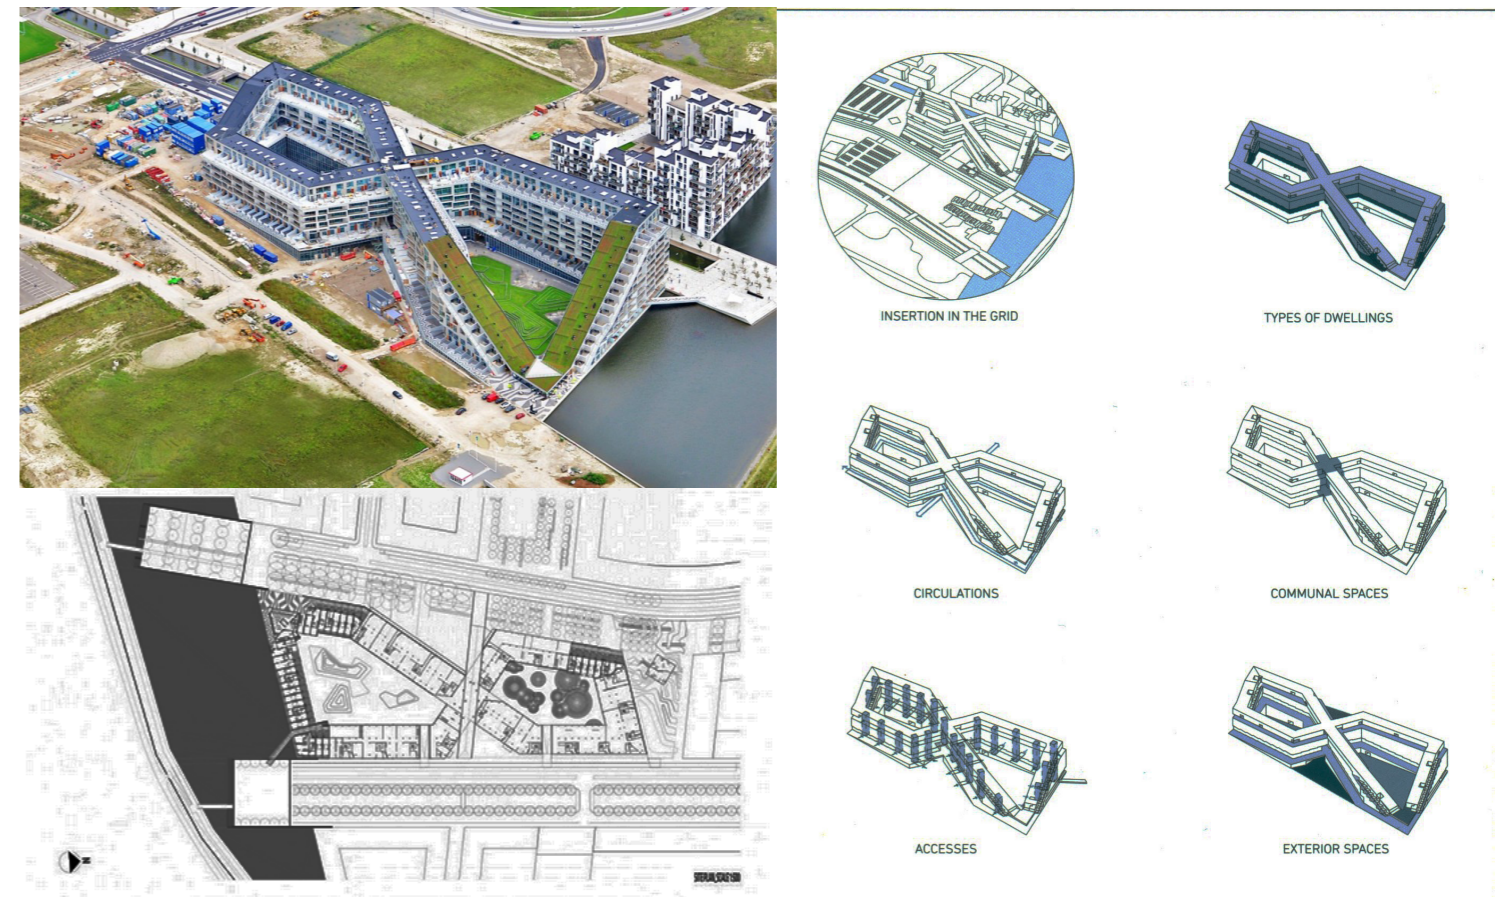 INSERTION IN THE GRID
TYPES OF DWELLINGS
CIRCULATIONS
COMMUNAL SPACES
ACCESSES
EXTERIOR SPACES
N